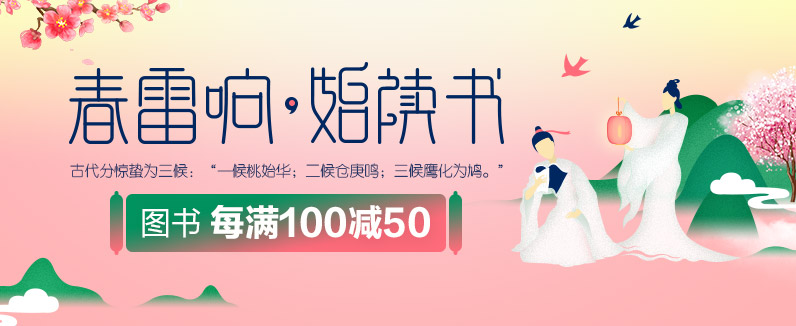 春雷响，始读书
古代分惊蛰为三候：“一候桃始华；二候仓庚鸣；三候鹰化为鸠。”
图书 每满100减50